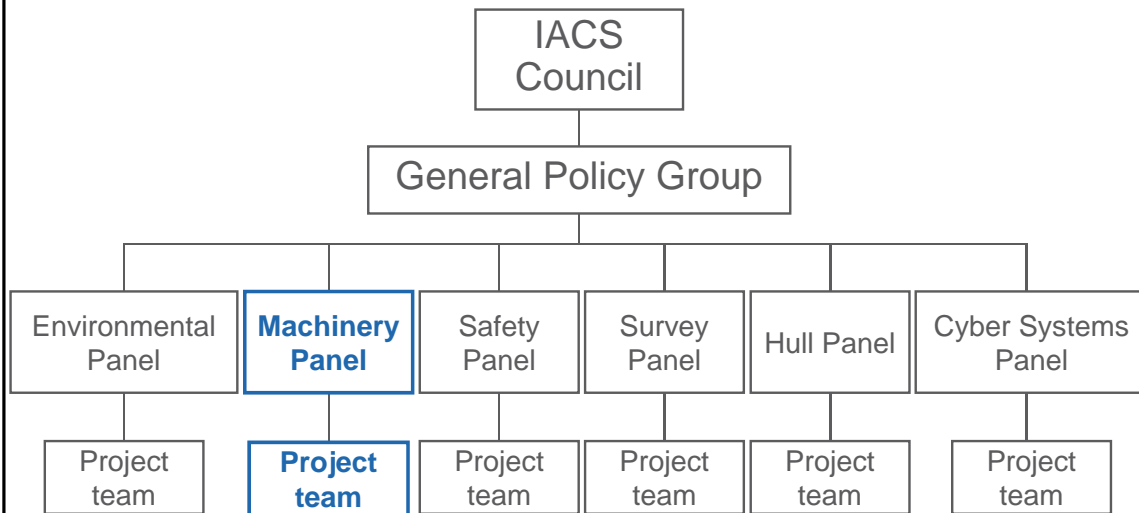 IACS
Council
General Policy Group
Environmental
Panel
Machinery
Panel
Safety
Panel
Survey
Panel
Hull Panel
Cyber Systems
Panel
Project
team
Project
team
Project
team
Project
team
Project
team
Project
team